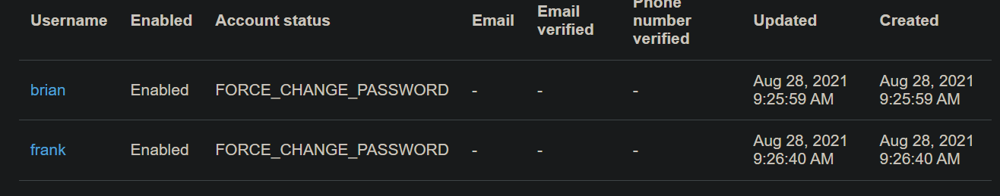 Username Enabled Account status Email Email verified Phone number verified Updated Created
brian Enabled FORCE_CHANGE_PASSWORD - - - Aug 28, 2021 9:25:59 AM Aug 28, 2021 9:25:59 AM
frank Enabled FORCE_CHANGE_PASSWORD - - - Aug 28, 2021 9:26:40 AM Aug 28, 2021 9:26:40 AM